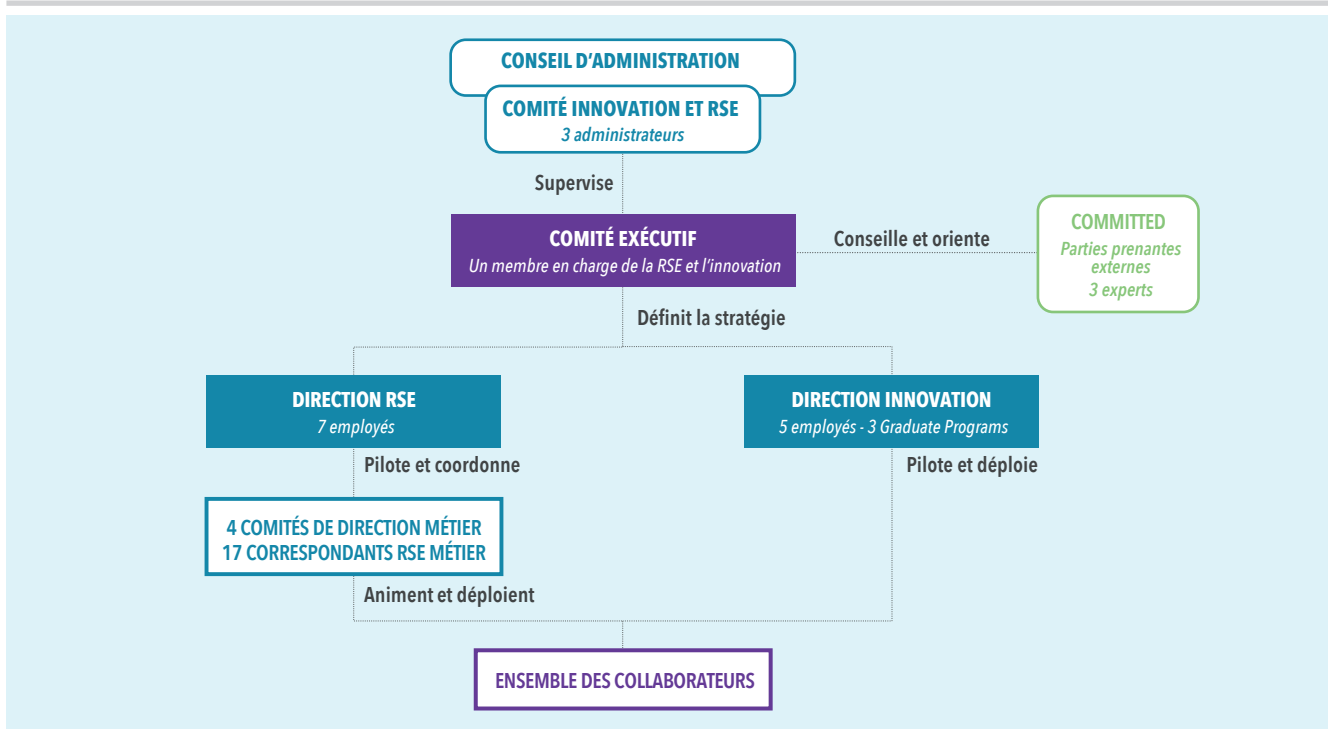 CONSEIL D'ADMINISTRATION
COMITÉ INNOVATION ET RSE
3 administrateurs
Supervise
COMITÉ EXÉCUTIF
Un membre en charge de la RSE et l'innovation
Conseille et oriente
COMMITTED
Parties prenantes
externes
3 experts
Définit la stratégie
DIRECTION RSE
7 employés
DIRECTION INNOVATION
5 employés - 3 Graduate Programs
Pilote et coordonne
Pilote et déploie
4 COMITÉS DE DIRECTION MÉTIER
17 CORRESPONDANTS RSE MÉTIER
Animent et déploient
ENSEMBLE DES COLLABORATEURS